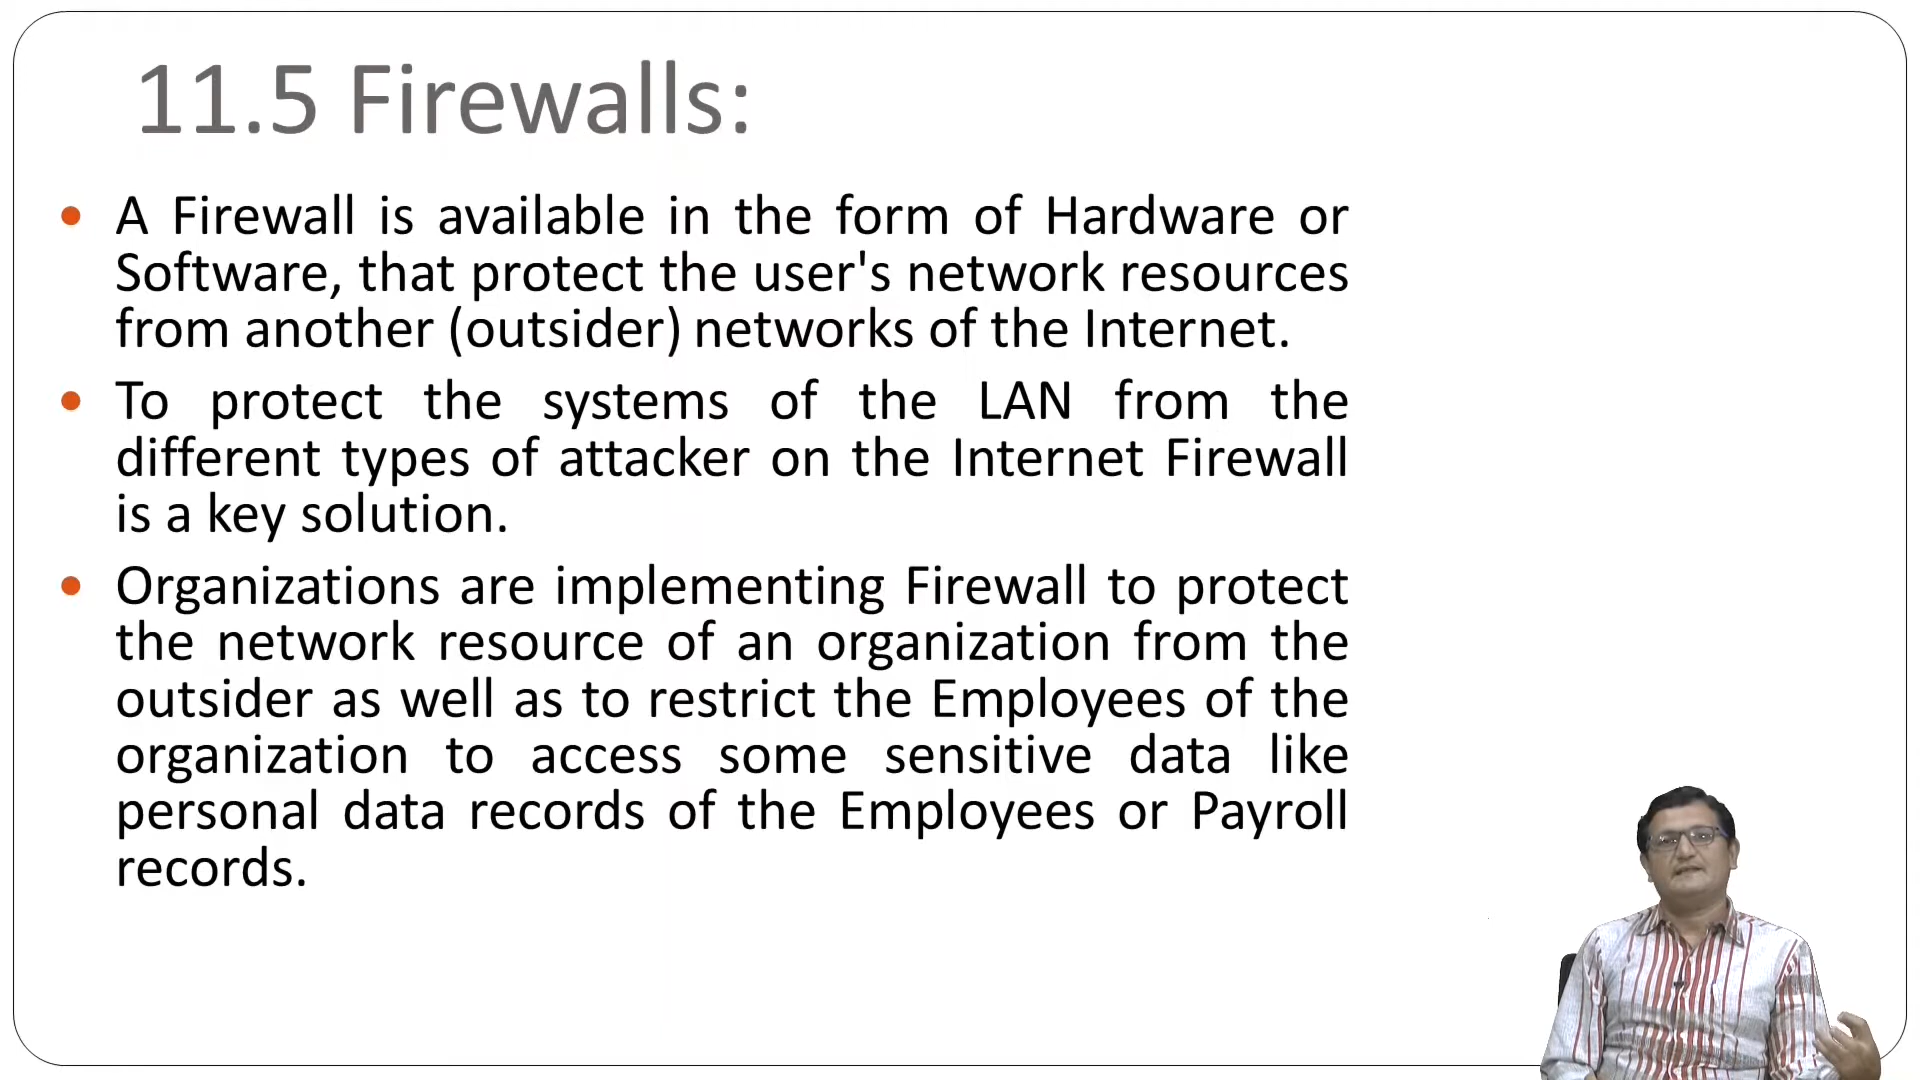 11.5 Firewalls:
A Firewall is available in the form of Hardware or
Software, that protect the user's network resources
from another (outsider) networks of the Internet.
To protect the systems of the LAN from the
different types of attacker on the Internet Firewall
is a key solution.
Organizations are implementing Firewall to protect
the network resource of an organization from the
outsider as well as to restrict the Employees of the
organization to access some sensitive data like
personal data records of the Employees or Payroll
records.